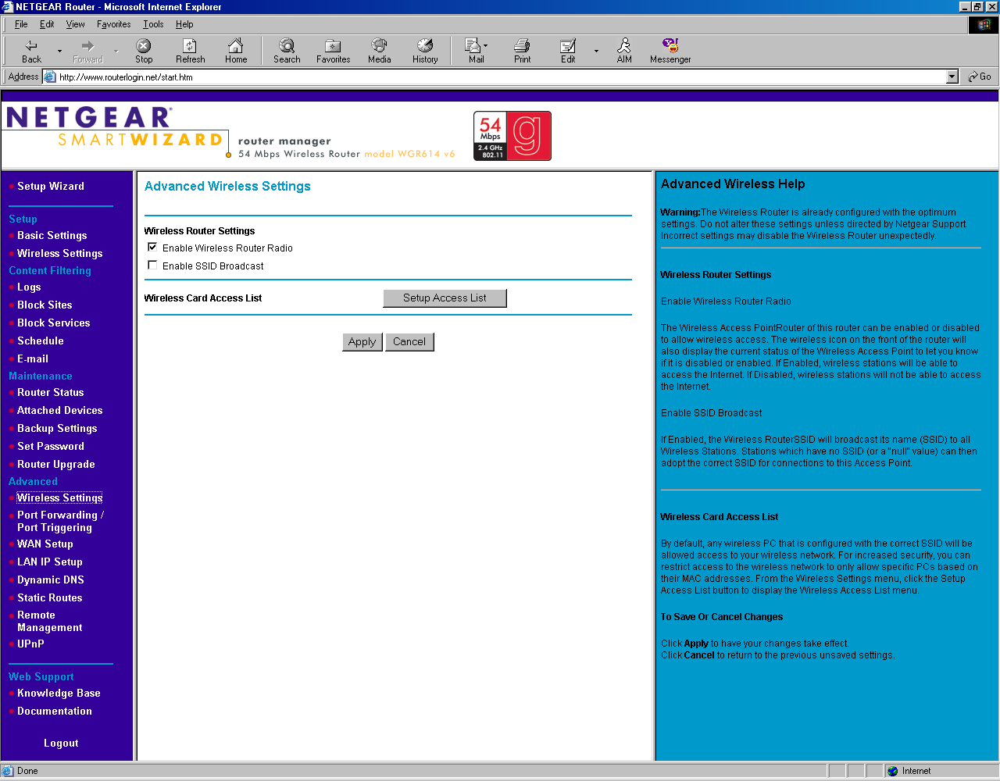 NETGEAR Router - Microsoft Internet Explorer
File Edit View Favorites Tools Help
Back Forward Stop Refresh Home Search Favorites Media History Mail Print Edit AIM Messenger
Address http://www.routerlogin.net/start.htm Go
NETGEAR
SMARTWIZARD
router manager
54 Mbps Wireless Router model WGR614 v6
54
Mbps
2.4 GHz
802.11
g
Setup Wizard
Setup
Basic Settings
Wireless Settings
Content Filtering
Logs
Block Sites
Block Services
Schedule
E-mail
Maintenance
Router Status
Attached Devices
Backup Settings
Set Password
Router Upgrade
Advanced
Wireless Settings
Port Forwarding /
Port Triggering
WAN Setup
LAN IP Setup
Dynamic DNS
Static Routes
Remote
Management
UPnP
Web Support
Knowledge Base
Documentation
Logout
Advanced Wireless Settings
Wireless Router Settings
Enable Wireless Router Radio
Enable SSID Broadcast
Wireless Card Access List Setup Access List
Apply Cancel
Advanced Wireless Help
Warning:The Wireless Router is already configured with the optimum
settings. Do not alter these settings unless directed by Netgear Support.
Incorrect settings may disable the Wireless Router unexpectedly.
Wireless Router Settings
Enable Wireless Router Radio
The Wireless Access PointRouter of this router can be enabled or disabled
to allow wireless access. The wireless icon on the front of the router will
also display the current status of the Wireless Access Point to let you know
if it is disabled or enabled. If Enabled, wireless stations will be able to
access the Internet. If Disabled, wireless stations will not be able to access
the Internet.
Enable SSID Broadcast
If Enabled, the Wireless RouterSSID will broadcast its name (SSID) to all
Wireless Stations. Stations which have no SSID (or a "null" value) can then
adopt the correct SSID for connections to this Access Point.
Wireless Card Access List
By default, any wireless PC that is configured with the correct SSID will be
allowed access to your wireless network. For increased security, you can
restrict access to the wireless network to only allow specific PCs based on
their MAC addresses. From the Wireless Settings menu, click the Setup
Access List button to display the Wireless Access List menu.
To Save Or Cancel Changes
Click Apply to have your changes take effect.
Click Cancel to return to the previous unsaved settings.
Done Internet